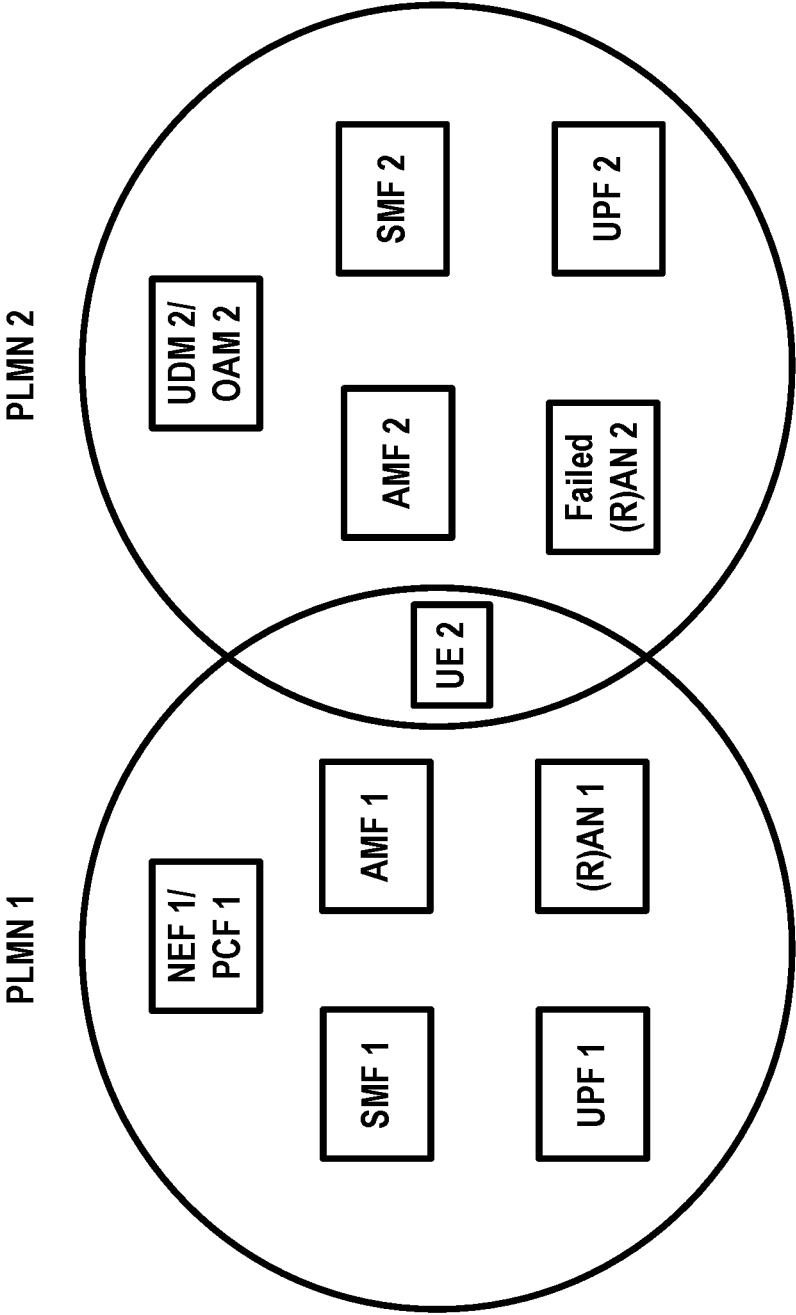 PLMN 1
PLMN 2
NEF 1/
PCF 1
UDM 2/
OAM 2
SMF 1
AMF 1
AMF 2
SMF 2
UE 2
UPF 1
(R)AN 1
Failed
(R)AN 2
UPF 2